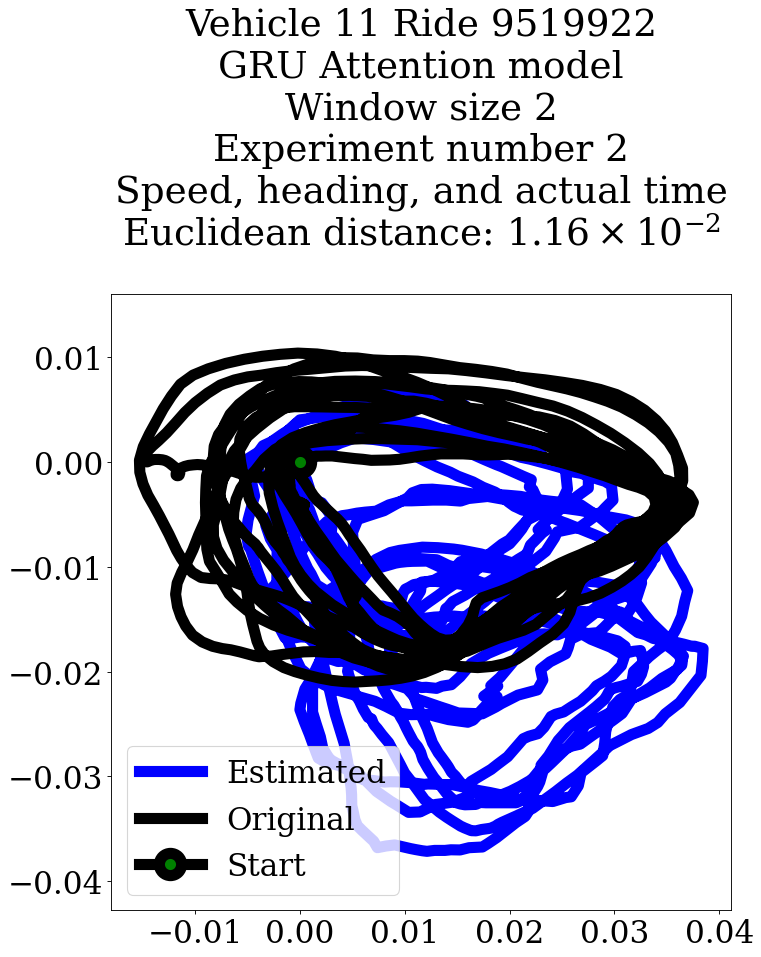 Vehicle 11 Ride 9519922
GRU Attention model
Window size 2
Experiment number 2
Speed, heading, and actual time
Euclidean distance: 1.16 × 10⁻²
0.01
0.00
−0.01
−0.02
−0.03
−0.04
Estimated
Original
Start
−0.01 0.00 0.01 0.02 0.03 0.04